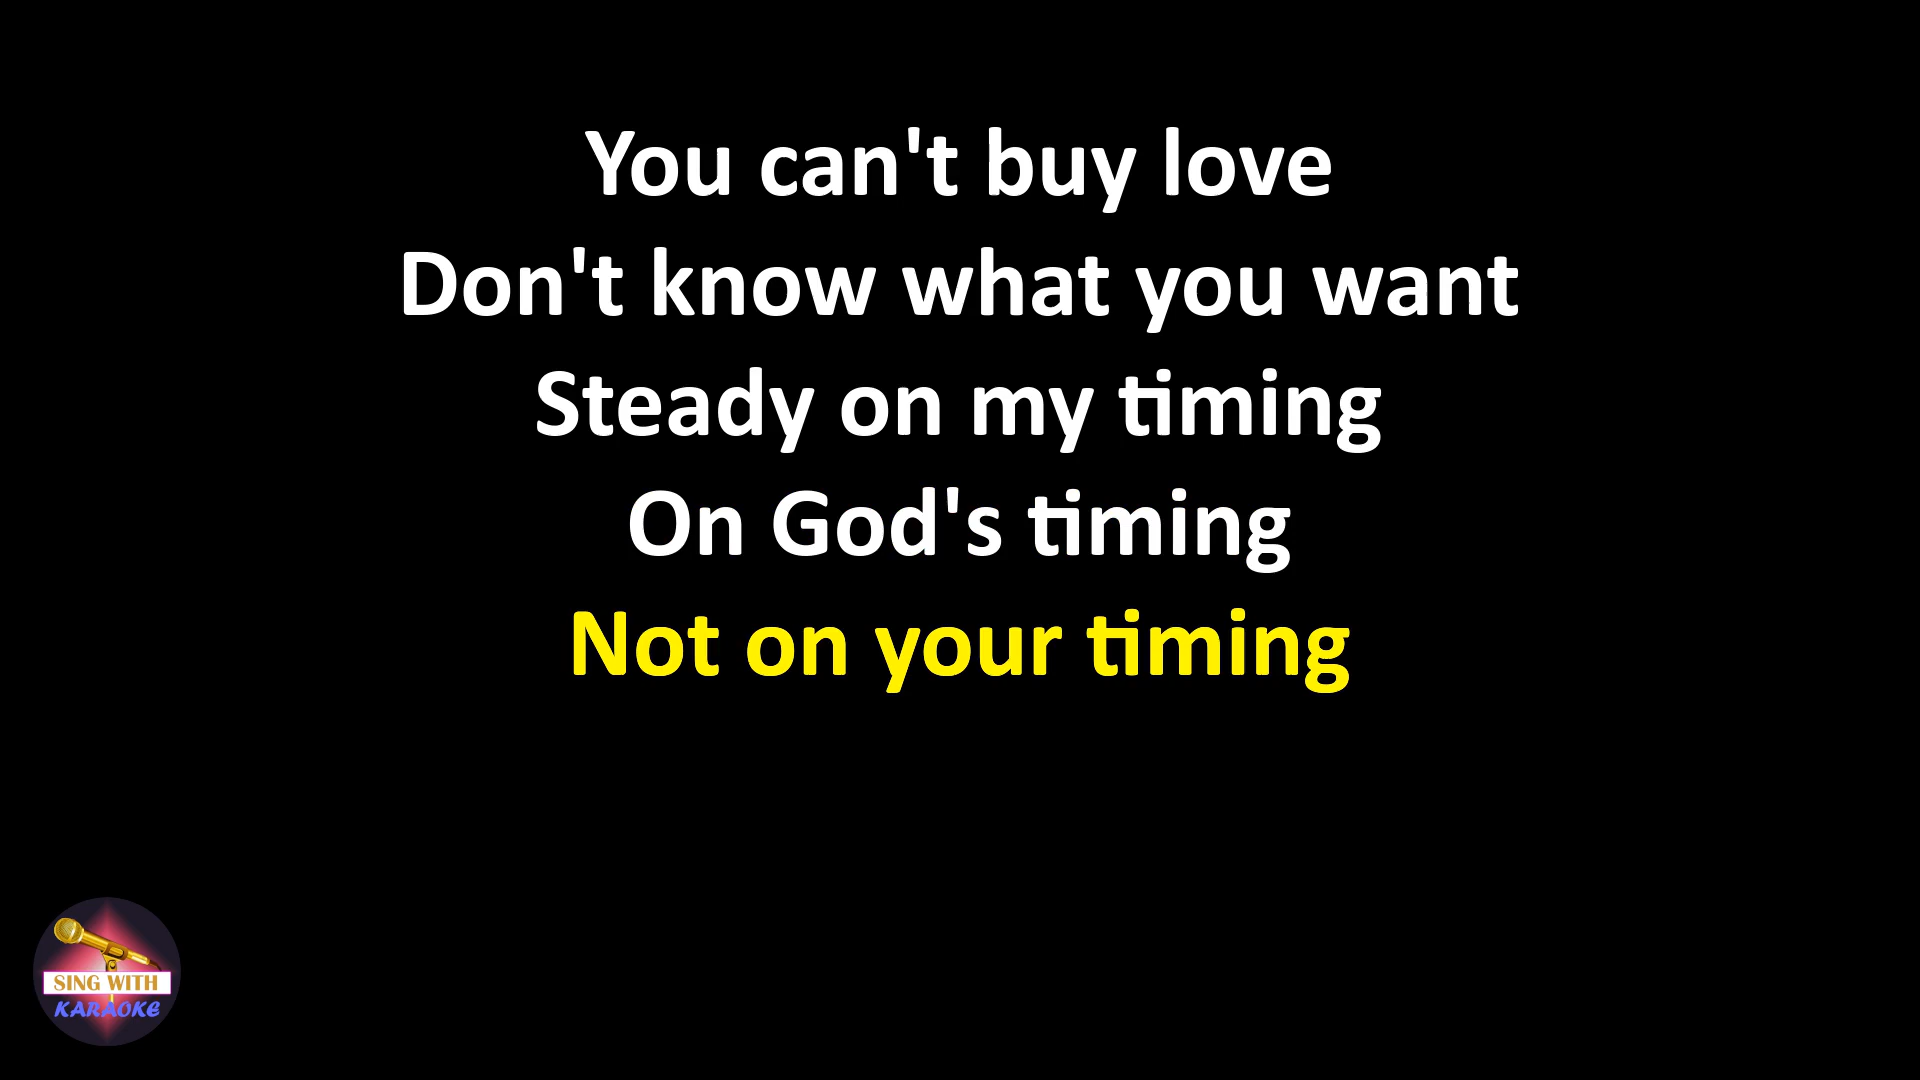 You can't buy love
Don't know what you want
Steady on my timing
On God's timing
Not on your timing
SING WITH
KARAOKE